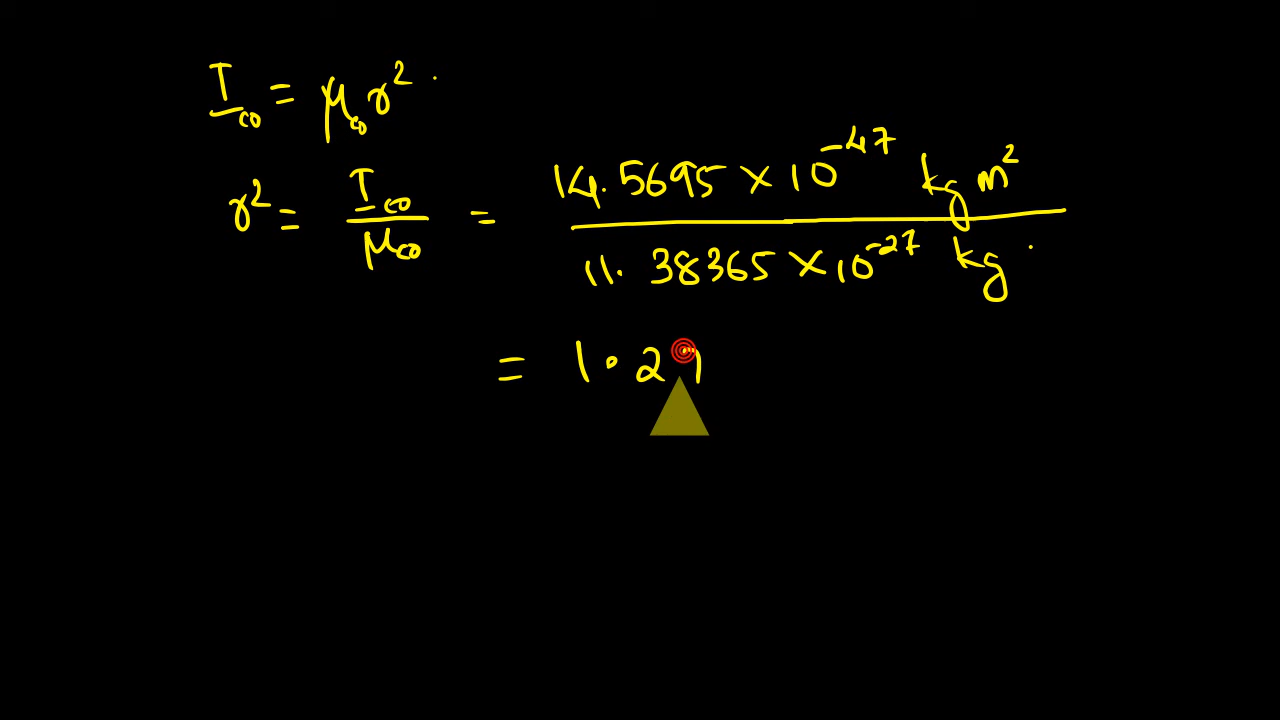 I_co = μ_co r² .
r² = I_co / μ_co = 14.5695 × 10⁻⁴⁷ kg m² / 11.38365 × 10⁻²⁷ kg .
= 1.2